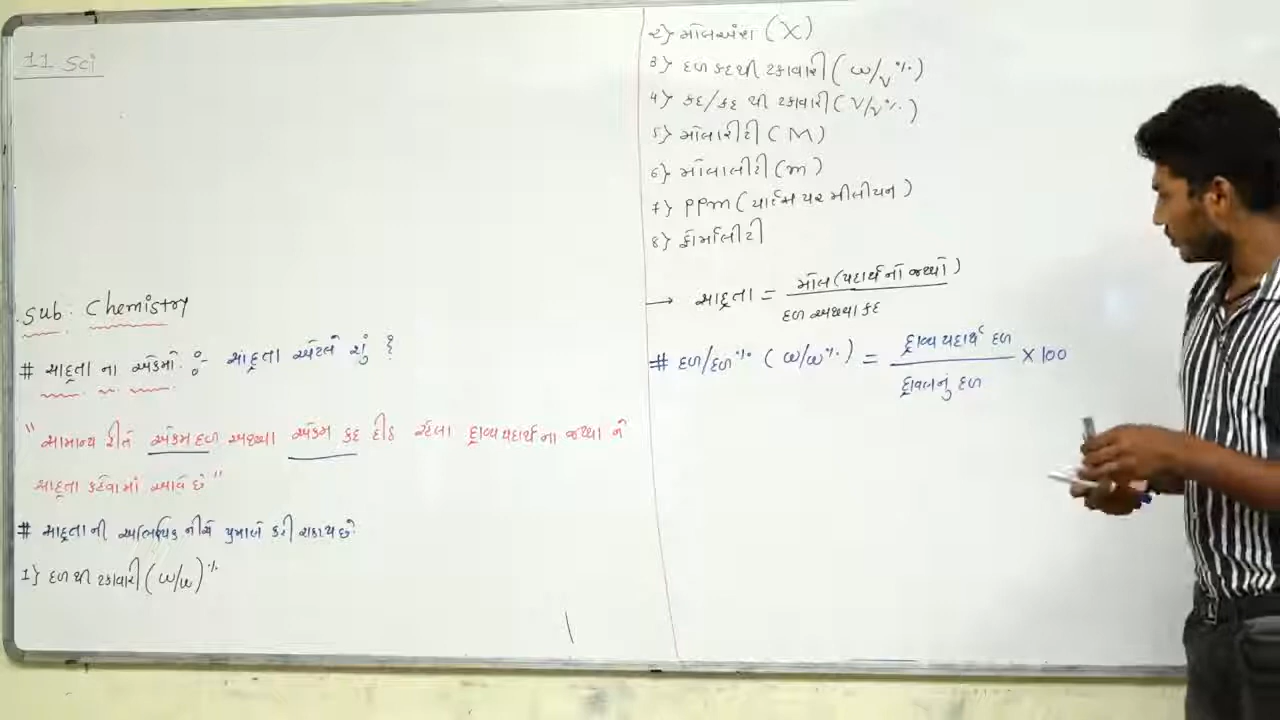 11 Sci
Sub: Chemistry
# સાંદ્રતા ના એકમો :- સાંદ્રતા એટલે શું ?
"સામાન્ય રીતે એકમ દળ અથવા એકમ કદ દીઠ રહેલા દ્રાવ્ય પદાર્થના જથ્થા ને
સાંદ્રતા કહેવામાં આવે છે"
# સાંદ્રતાની અભિવ્યક્તિ નીચે પ્રમાણે કરી શકાય છે.
1} દળથી ટકાવારી (w/w)%
2} મોલઅંશ (X)
3} દળ કદથી ટકાવારી (w/v%)
4} કદ/કદ થી ટકાવારી (V/V%)
5} મોલારીટી (M)
6} મોલાલીટી (m)
7} PPm (પાર્ટસ પર મીલીયન)
8} ફોર્માલીટી
→ સાંદ્રતા = મોલ (પદાર્થનો જથ્થો)
દળ અથવા કદ
# દળ/દળ% (w/w%) = દ્રાવ્ય પદાર્થ દળ × 100
દ્રાવણનું દળ